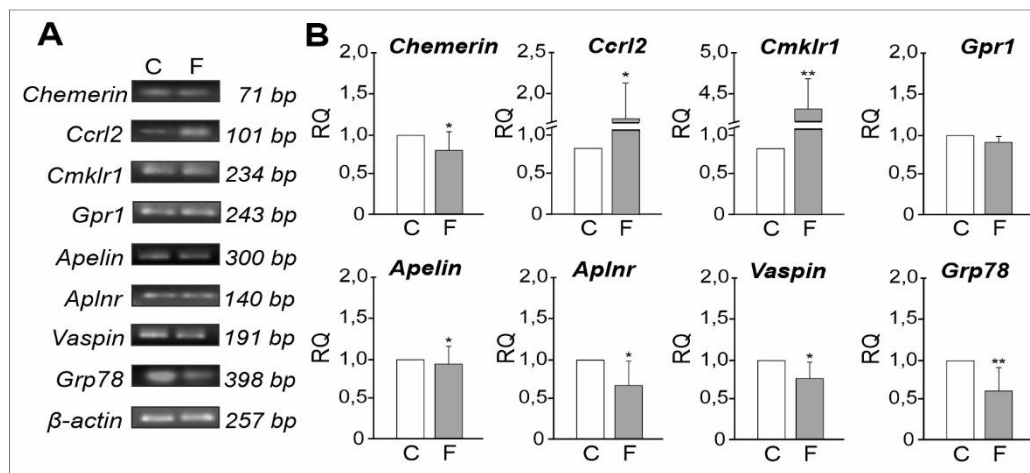 A
C F
Chemerin 71 bp
Ccrl2 101 bp
Cmklr1 234 bp
Gpr1 243 bp
Apelin 300 bp
Aplnr 140 bp
Vaspin 191 bp
Grp78 398 bp
β-actin 257 bp
B
Chemerin
RQ
2,0
1,5
1,0
0,5
0
*
C F
Ccrl2
RQ
2,5
2,0
1,0
0,5
0
*
C F
Cmklr1
RQ
5,0
4,5
1,0
0,5
0
**
C F
Gpr1
RQ
2,0
1,5
1,0
0,5
0
C F
Apelin
RQ
2,0
1,5
1,0
0,5
0
*
C F
Aplnr
RQ
2,0
1,5
1,0
0,5
0
*
C F
Vaspin
RQ
2,0
1,5
1,0
0,5
0
*
C F
Grp78
RQ
2,0
1,5
1,0
0,5
0
**
C F